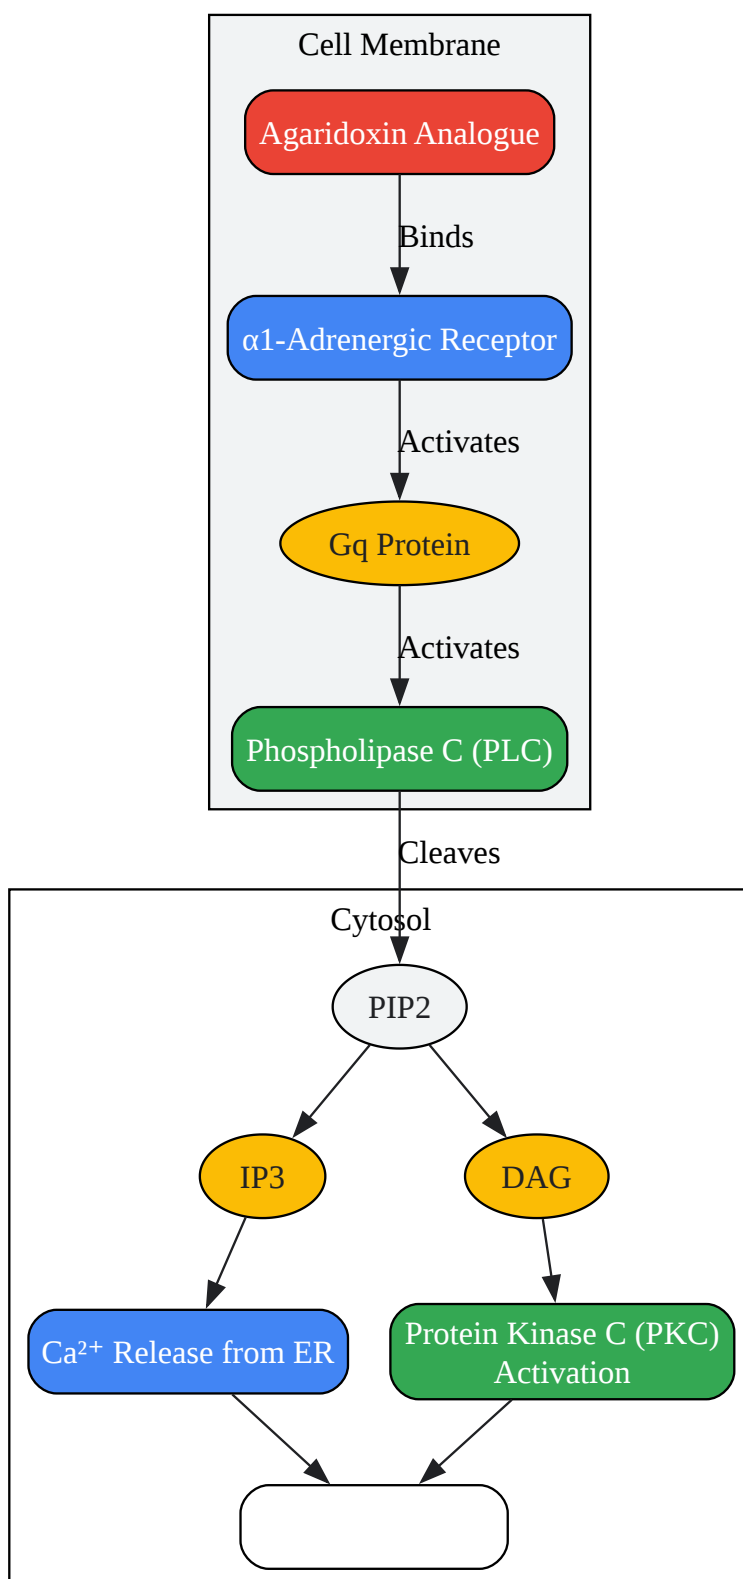 Cell Membrane
Agaridoxin Analogue
Binds
α1-Adrenergic Receptor
Activates
Gq Protein
Activates
Phospholipase C (PLC)
Cleaves
Cytosol
PIP2
IP3
DAG
Ca²⁺ Release from ER
Protein Kinase C (PKC)
Activation